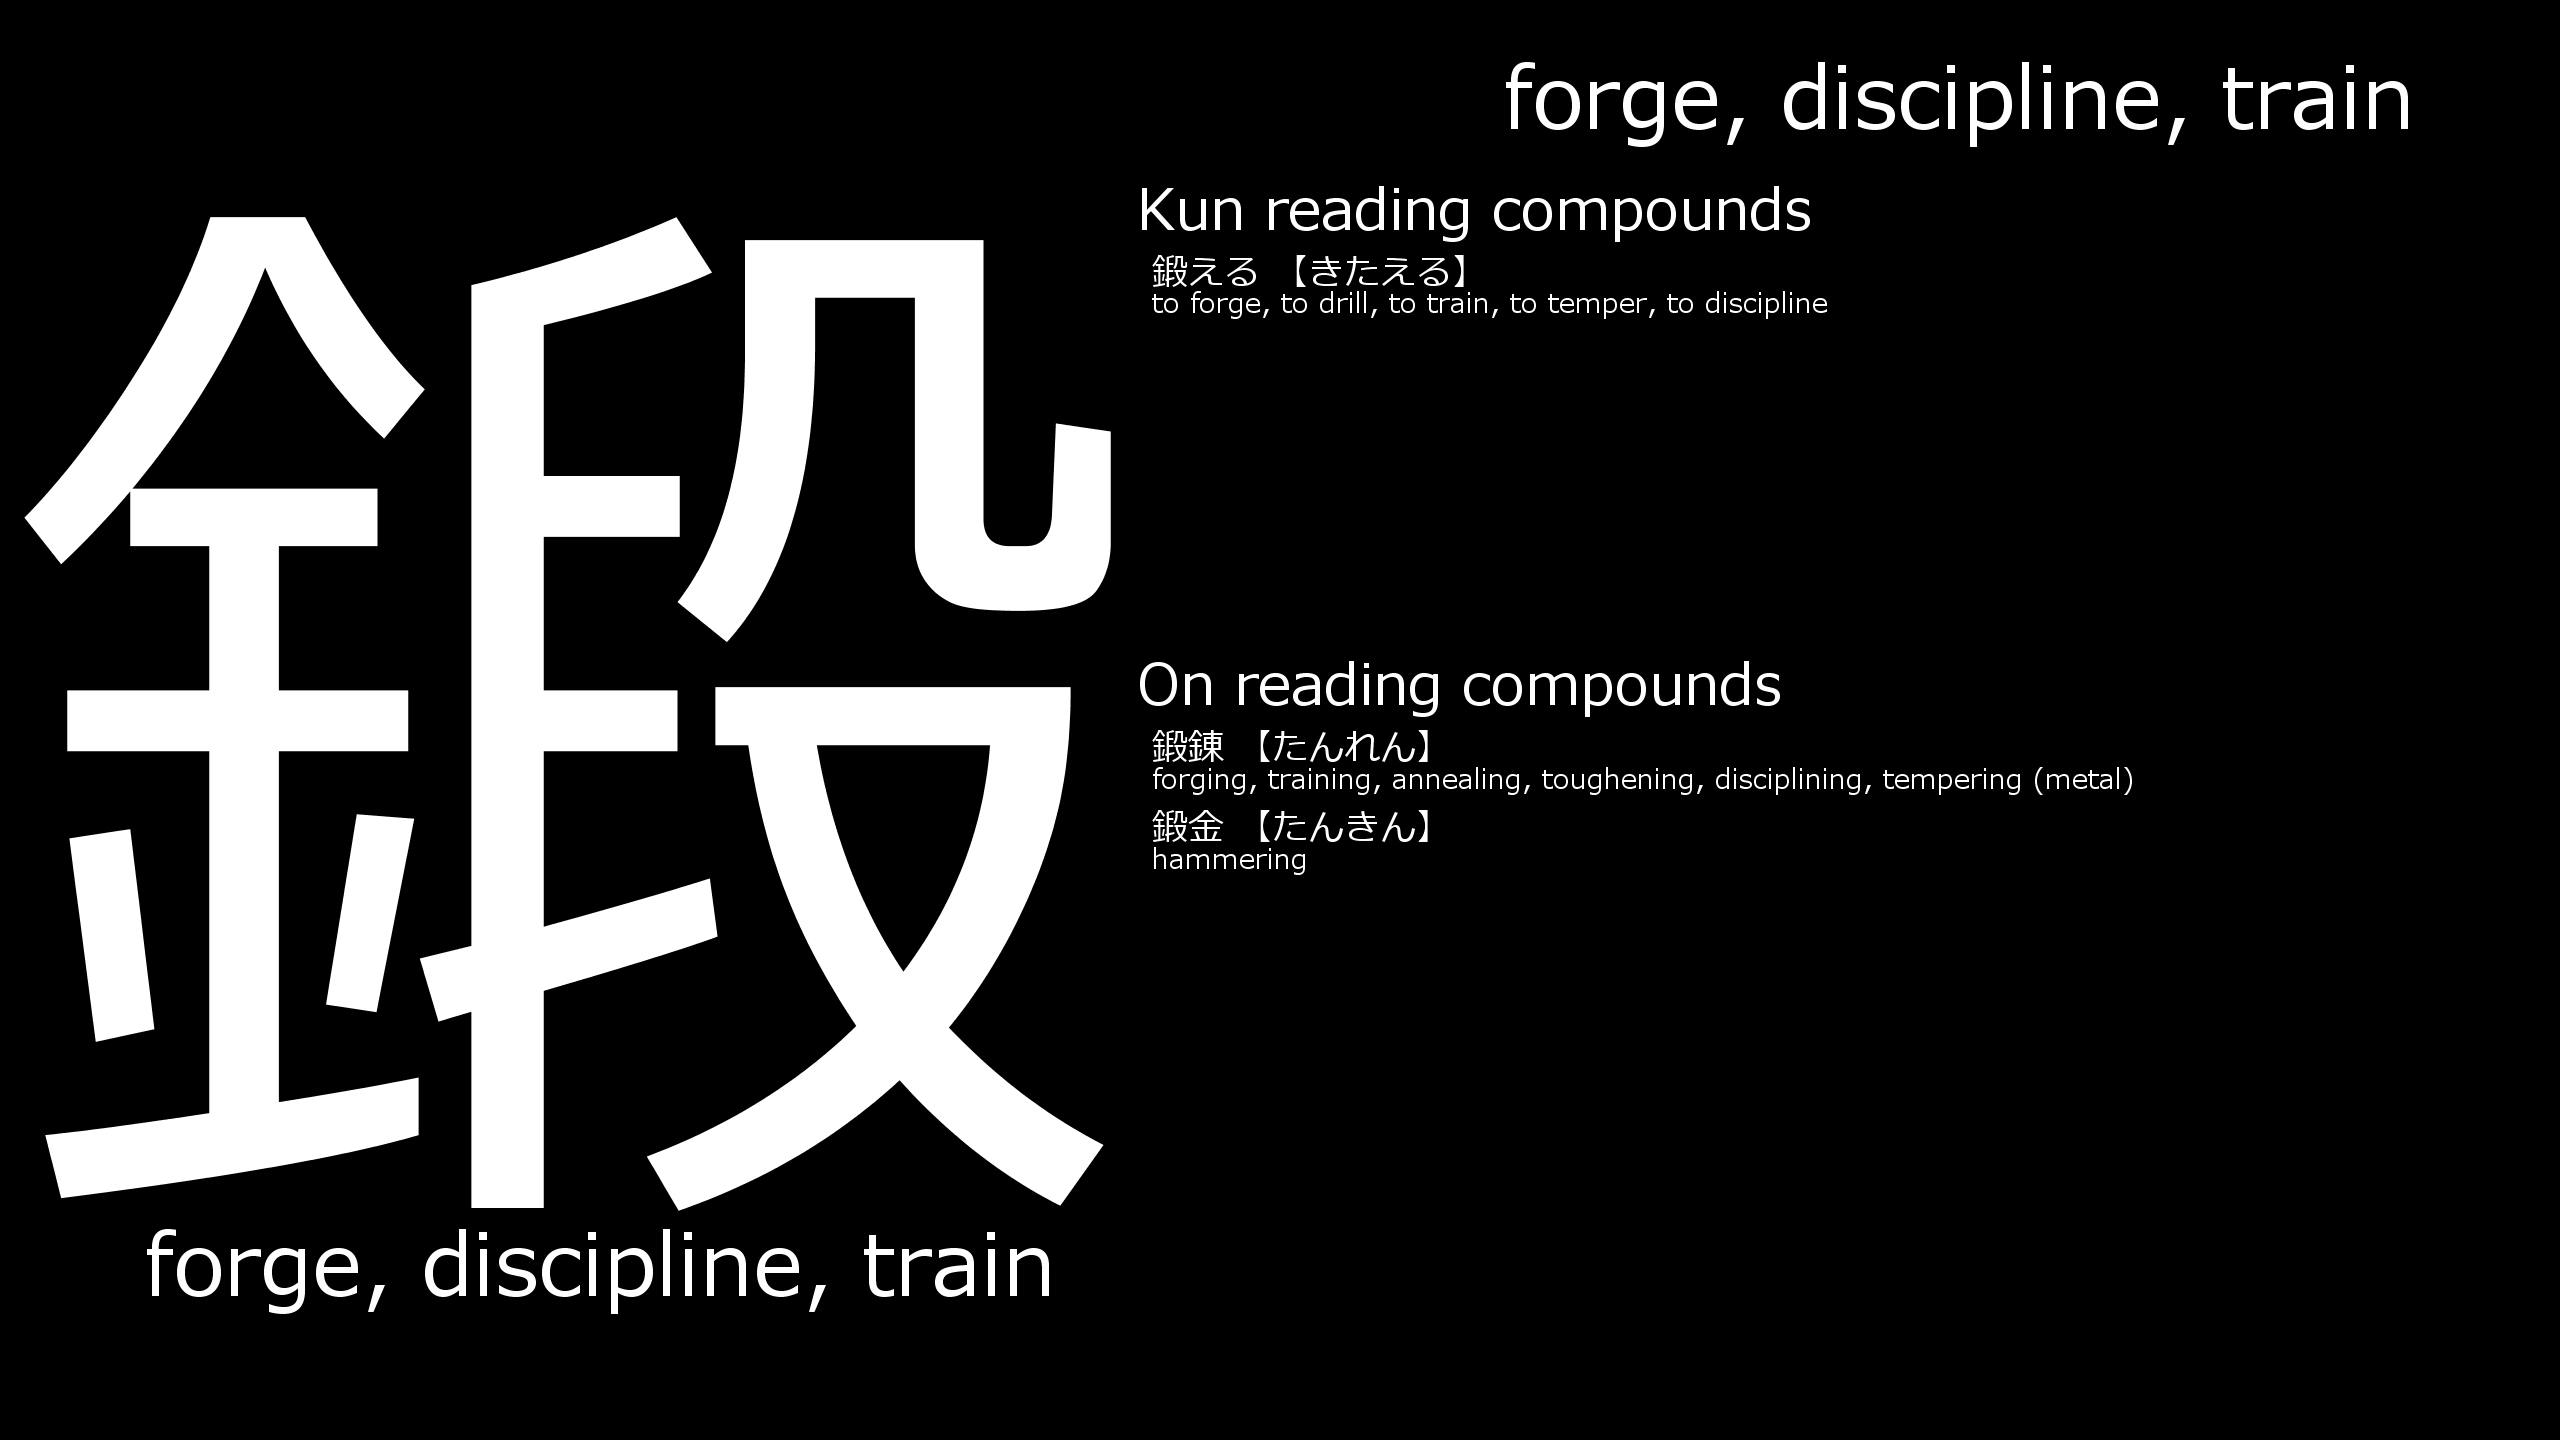 鍛
forge, discipline, train
forge, discipline, train
Kun reading compounds
鍛える 【きたえる】
to forge, to drill, to train, to temper, to discipline
On reading compounds
鍛錬 【たんれん】
forging, training, annealing, toughening, disciplining, tempering (metal)
鍛金 【たんきん】
hammering